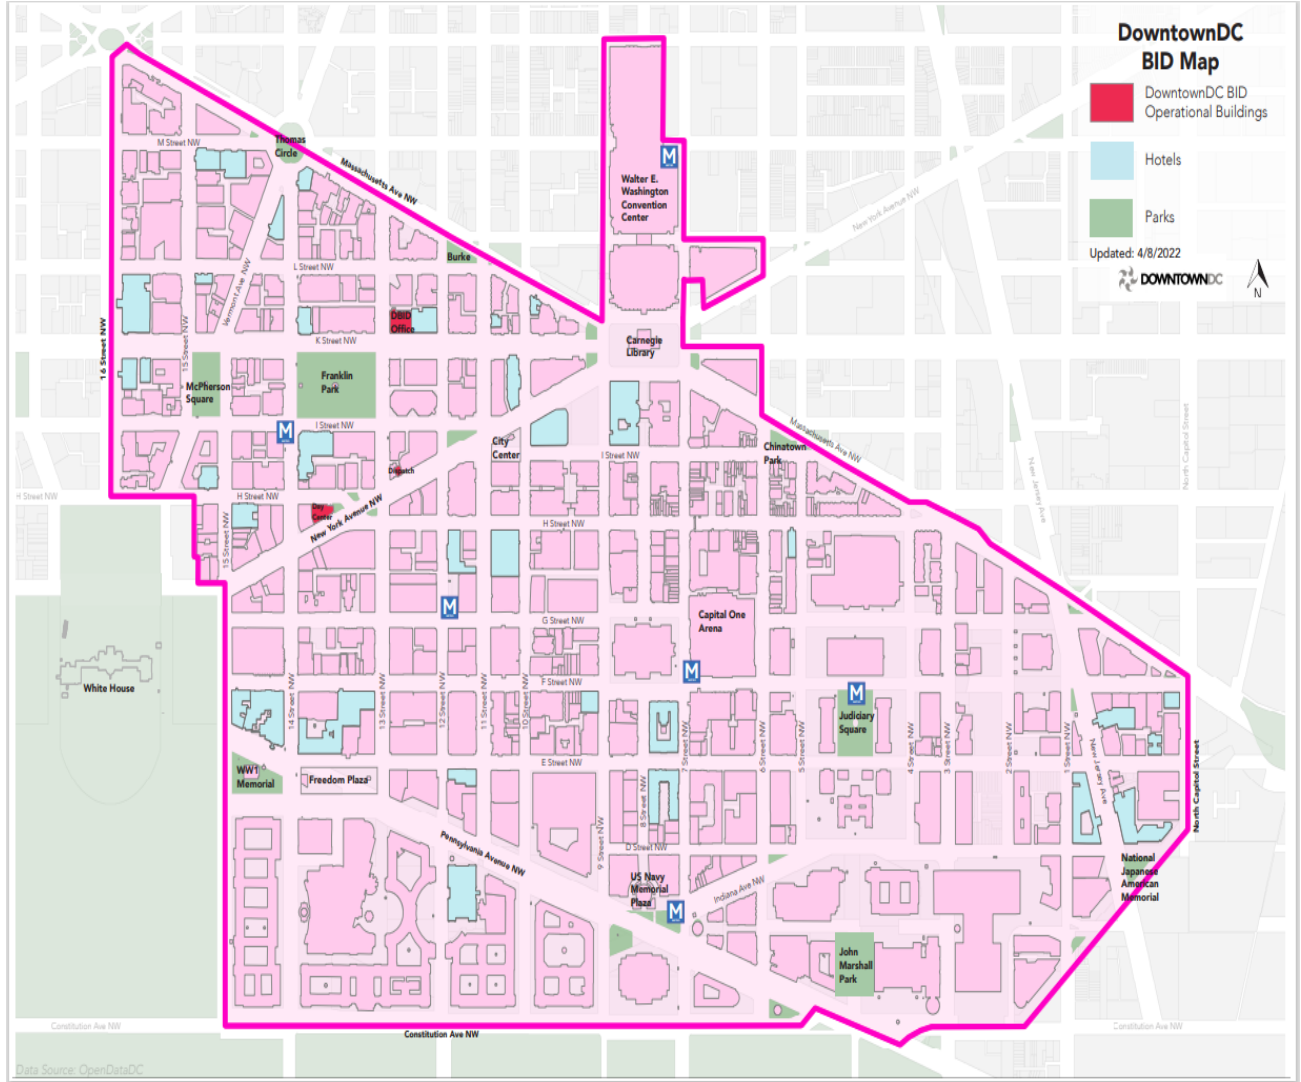 DowntownDC
BID Map
DowntownDC BID
Operational Buildings
Hotels
Parks
Updated: 4/8/2022
DOWNTOWNDC
N
Thomas
Circle
M Street NW
Massachusetts Ave NW
Walter E.
Washington
Convention
Center
M
New York Avenue NW
Burke
L Street NW
Vermont Ave NW
DBID
Office
K Street NW
Carnegie
Library
16 Street NW
15 Street NW
McPherson
Square
Franklin
Park
I Street NW
M
City
Center
I Street NW
Massachusetts Ave NW
Chinatown
Park
North Capitol Street
New Jersey Ave
Dispatch
H Street NW
H Street NW
Day
Center
New York Avenue NW
15 Street NW
H Street NW
M
G Street NW
Capital One
Arena
M
F Street NW
White House
14 Street NW
13 Street NW
12 Street NW
11 Street NW
10 Street NW
7 Street NW
6 Street NW
5 Street NW
M
Judiciary
Square
4 Street NW
3 Street NW
2 Street NW
1 Street NW
New Jersey Ave
North Capitol Street
E Street NW
WW1
Memorial
Freedom Plaza
8 Street NW
9 Street NW
Pennsylvania Avenue NW
D Street NW
US Navy
Memorial
Plaza
M
Indiana Ave NW
National
Japanese
American
Memorial
John
Marshall
Park
Constitution Ave NW
Constitution Ave NW
Constitution Ave NW
Data Source: OpenDataDC